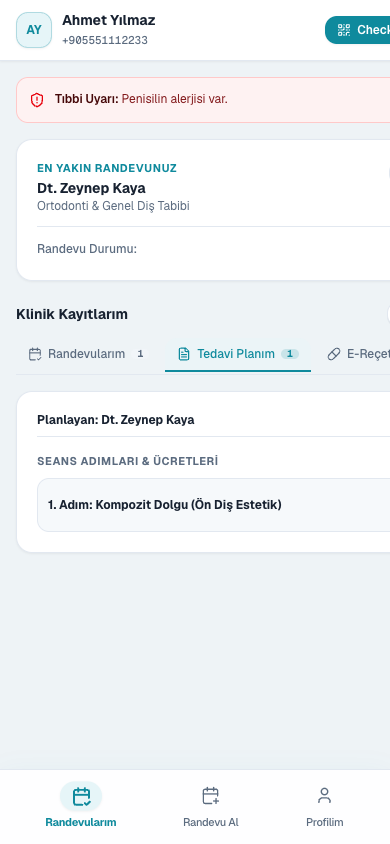 AY
Ahmet Yılmaz
+905551112233
Check
Tıbbi Uyarı: Penisilin alerjisi var.
EN YAKIN RANDEVUNUZ
Dt. Zeynep Kaya
Ortodonti & Genel Diş Tabibi
Randevu Durumu:
Klinik Kayıtlarım
Randevularım 1
Tedavi Planım 1
E-Reçet
Planlayan: Dt. Zeynep Kaya
SEANS ADIMLARI & ÜCRETLERİ
1. Adım: Kompozit Dolgu (Ön Diş Estetik)
Randevularım
Randevu Al
Profilim